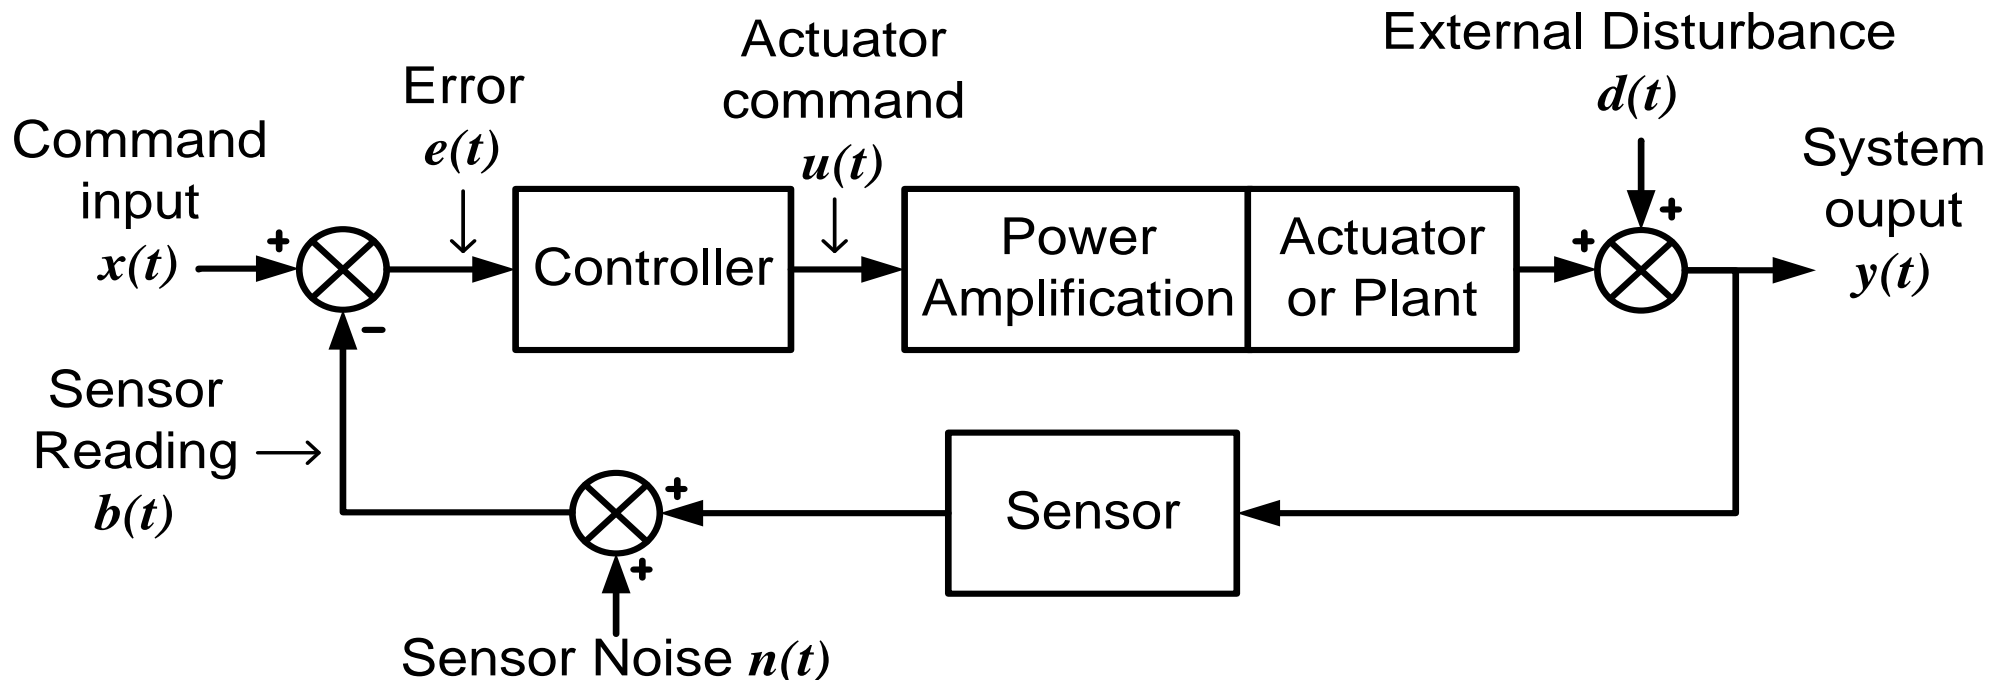 Command
input
x(t)
+
−
Error
e(t)
Controller
Actuator
command
u(t)
Power
Amplification
Actuator
or Plant
External Disturbance
d(t)
+
+
System
ouput
y(t)
Sensor
Reading
b(t)
+
+
Sensor
Sensor Noise n(t)